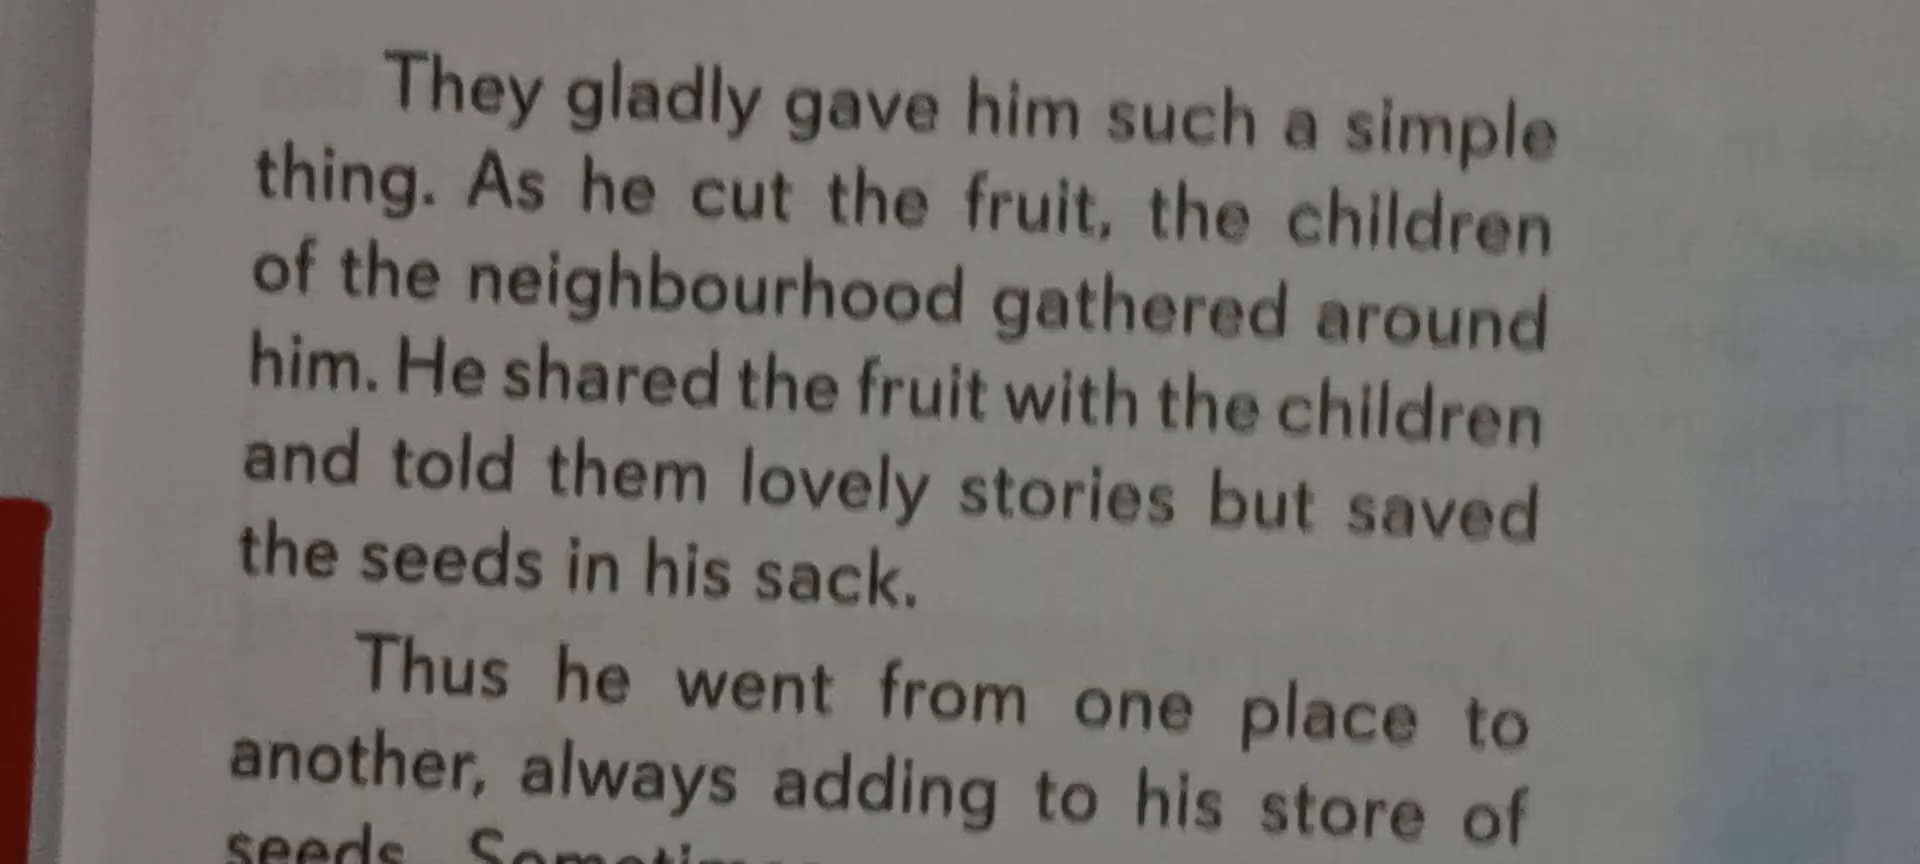 They gladly gave him such a simple
thing. As he cut the fruit, the children
of the neighbourhood gathered around
him. He shared the fruit with the children
and told them lovely stories but saved
the seeds in his sack.
Thus he went from one place to
another, always adding to his store of
seeds.